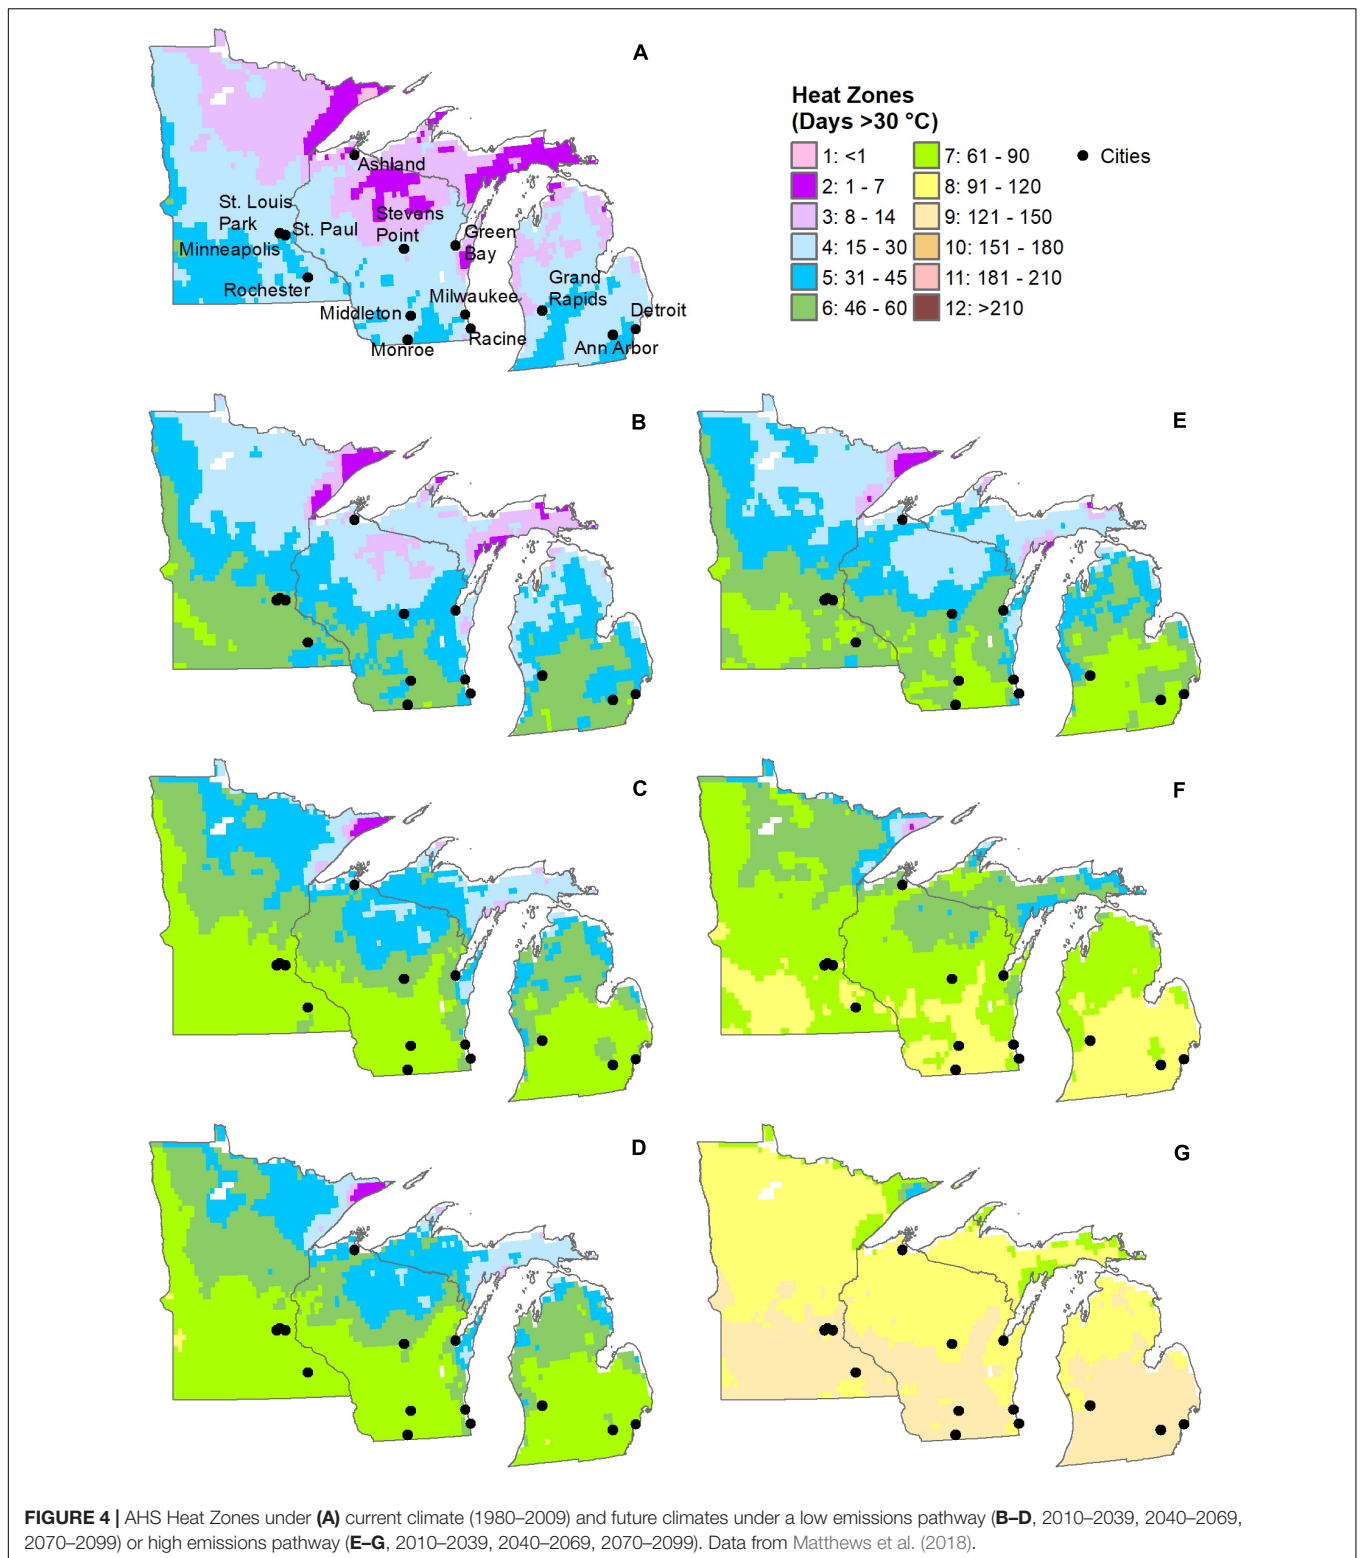 A
Heat Zones
(Days >30 °C)
1: <1
2: 1 - 7
3: 8 - 14
4: 15 - 30
5: 31 - 45
6: 46 - 60
7: 61 - 90
8: 91 - 120
9: 121 - 150
10: 151 - 180
11: 181 - 210
12: >210
Cities
Ashland
St. Louis
Park
St. Paul
Minneapolis
Stevens
Point
Green
Bay
Rochester
Grand
Rapids
Middleton
Milwaukee
Detroit
Racine
Monroe
Ann Arbor
B
E
C
F
D
G
FIGURE 4 | AHS Heat Zones under (A) current climate (1980–2009) and future climates under a low emissions pathway (B–D, 2010–2039, 2040–2069,
2070–2099) or high emissions pathway (E–G, 2010–2039, 2040–2069, 2070–2099). Data from Matthews et al. (2018).